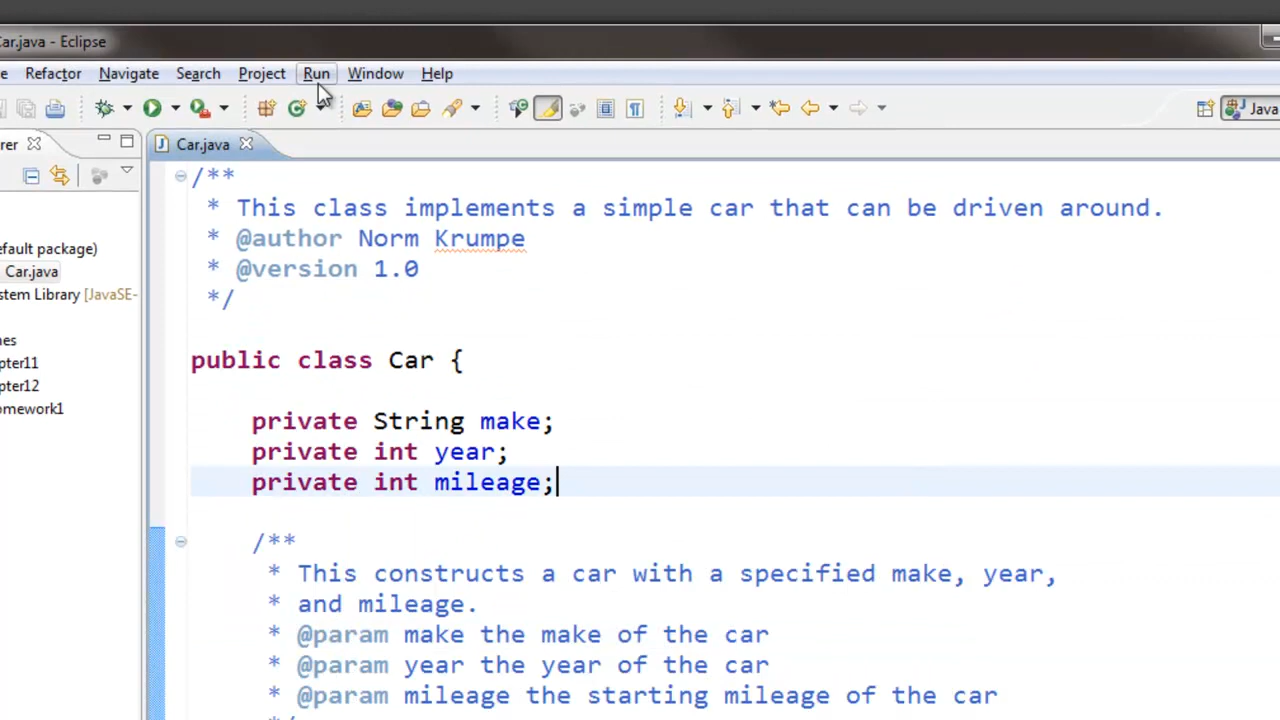 Car.java - Eclipse
e Refactor Navigate Search Project Run Window Help
Java
rer
Car.java
efault package)
Car.java
stem Library [JavaSE-
nes
pter11
pter12
omework1
/**
* This class implements a simple car that can be driven around.
* @author Norm Krumpe
* @version 1.0
*/
public class Car {
private String make;
private int year;
private int mileage;
/**
* This constructs a car with a specified make, year,
* and mileage.
* @param make the make of the car
* @param year the year of the car
* @param mileage the starting mileage of the car
*/